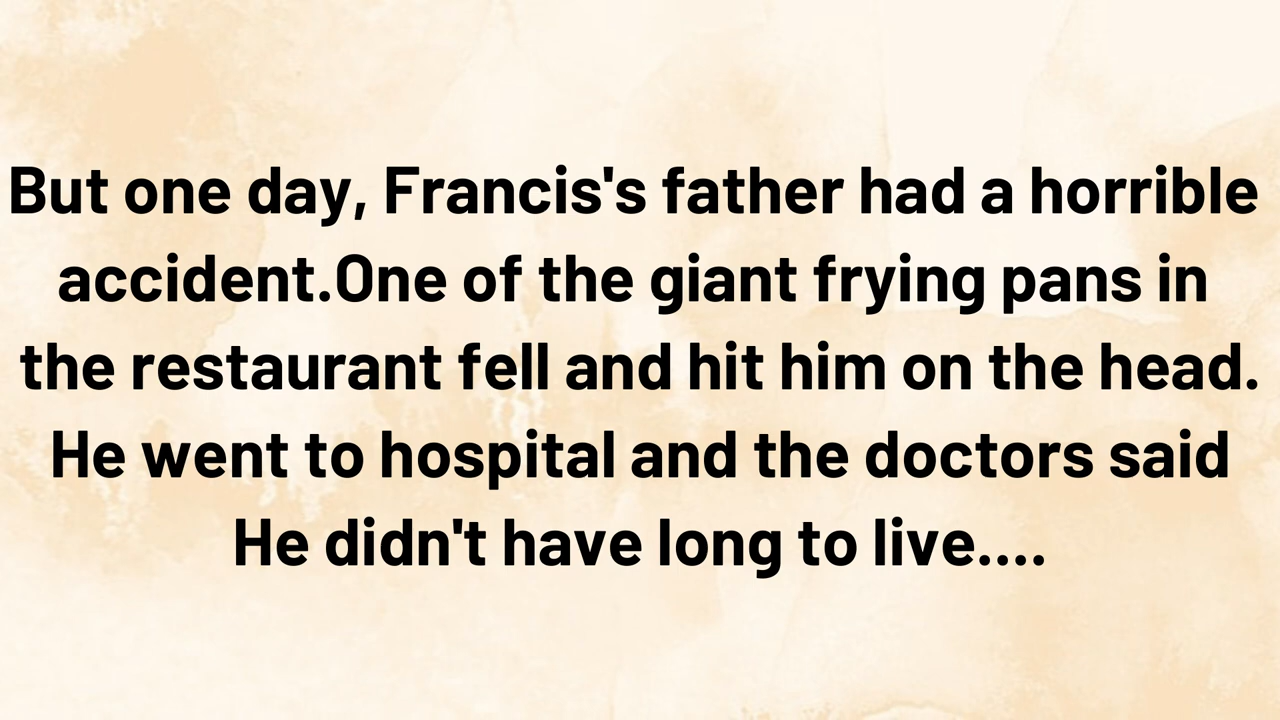 But one day, Francis's father had a horrible
accident.One of the giant frying pans in
the restaurant fell and hit him on the head.
He went to hospital and the doctors said
He didn't have long to live....